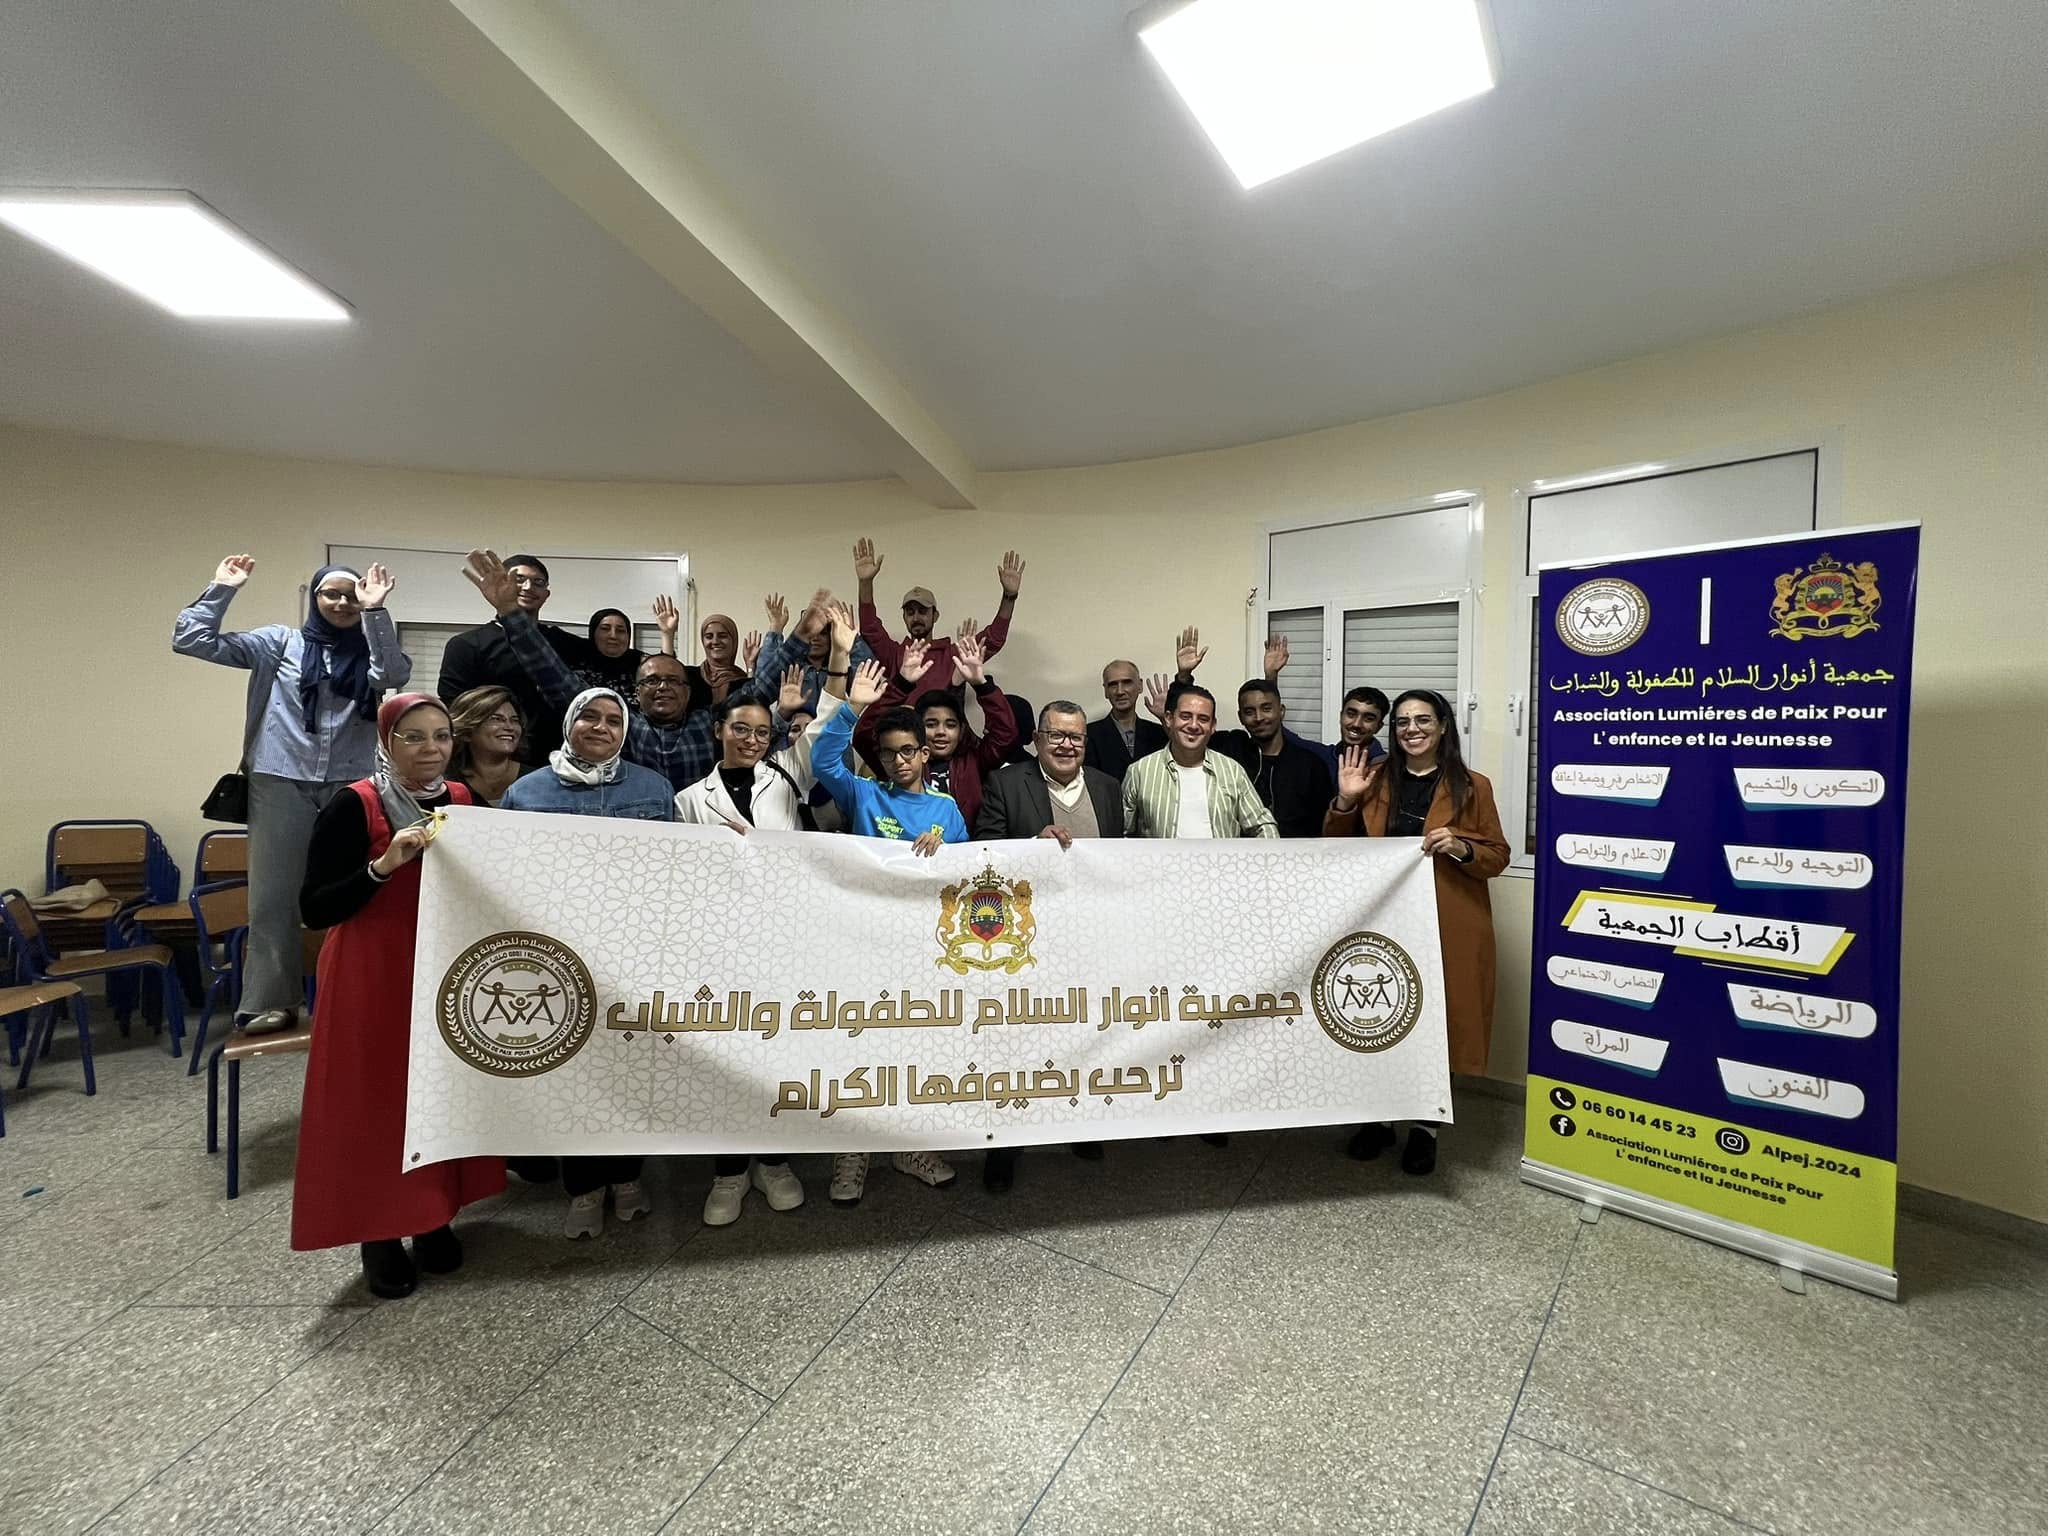 جمعية أنوار السلام للطفولة والشباب
ترحب بضيوفها الكرام
جمعية أنوار السلام للطفولة والشباب
Association Lumiéres de Paix Pour
L' enfance et la Jeunesse
التكوين والتخييم
الاشخاص في وضعية إعاقة
التوجيه والدعم
الاعلام والتواصل
أقطاب الجمعية
الرياضة
التضامن الاجتماعي
الفنون
المرأة
06 60 14 45 23
Alpej.2024
Association Lumiéres de Paix Pour
L' enfance et la Jeunesse